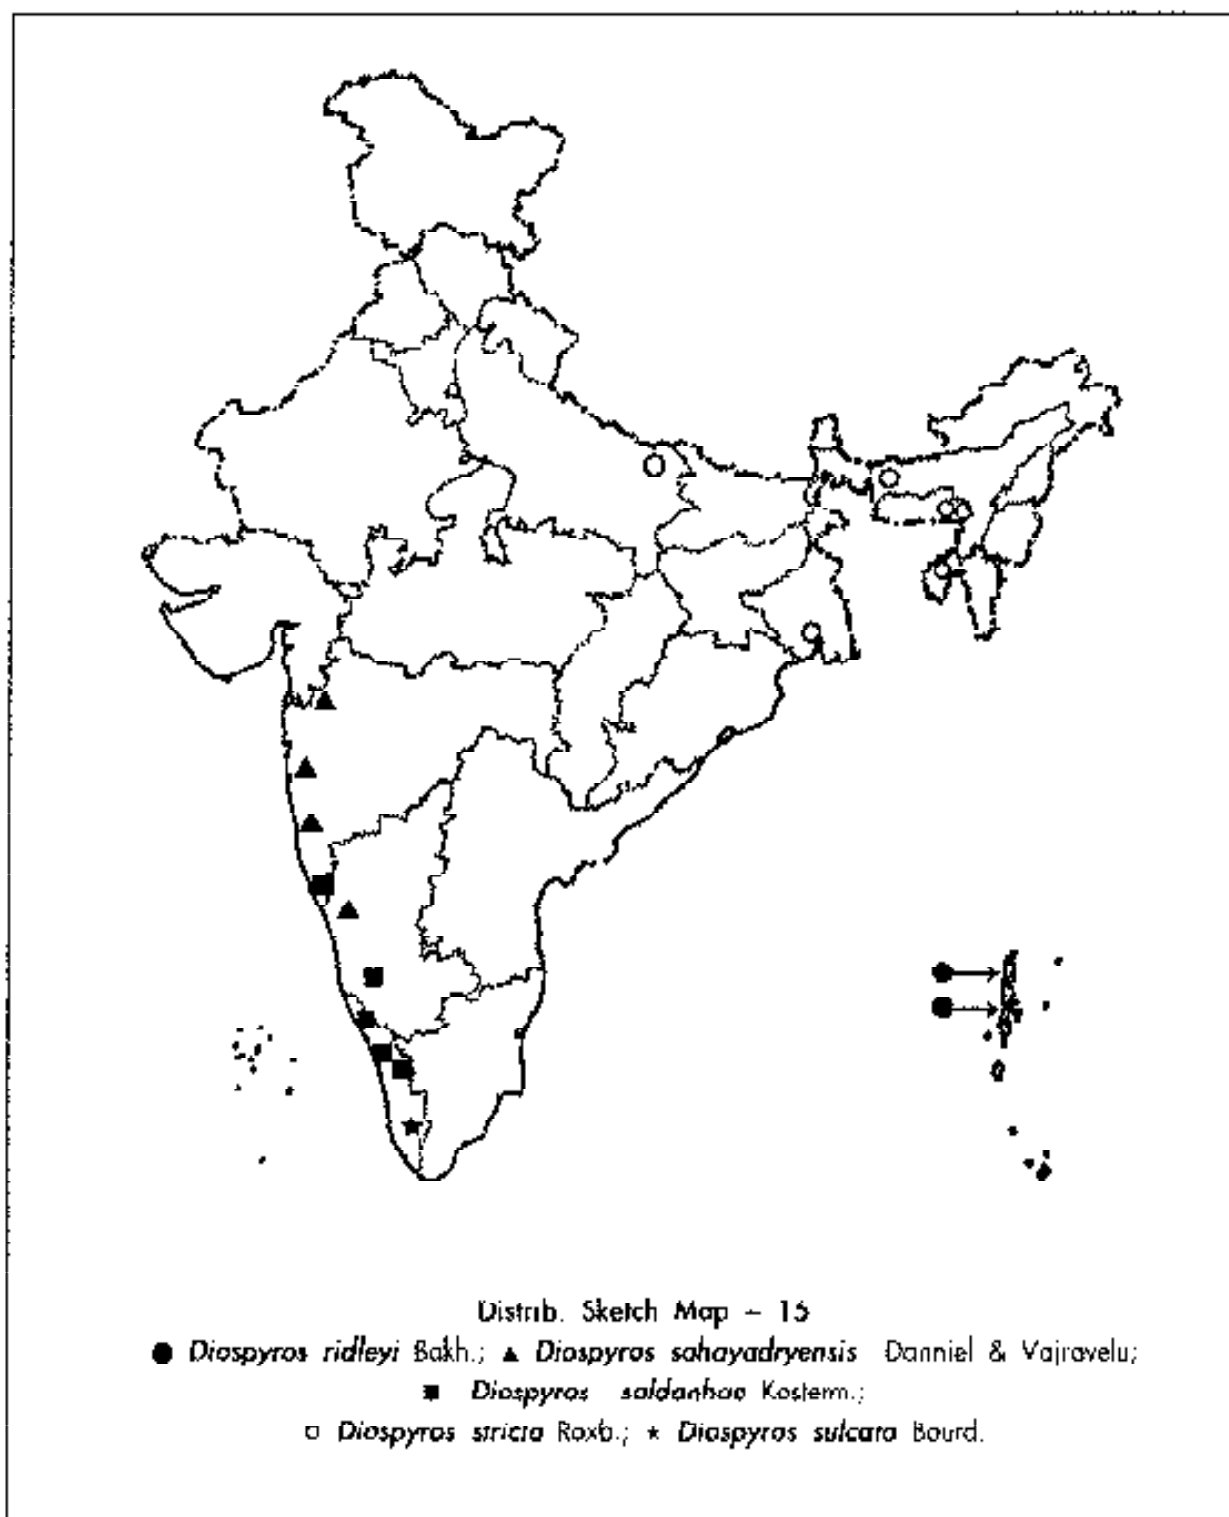 Distrib. Sketch Map – 15
● Diospyros ridleyi Bakh.; ▲ Diospyros sahayadryensis Danniel & Vajravelu;
■ Diospyros saldanhae Kosterm.;
○ Diospyros stricta Roxb.; ★ Diospyros sulcata Bourd.